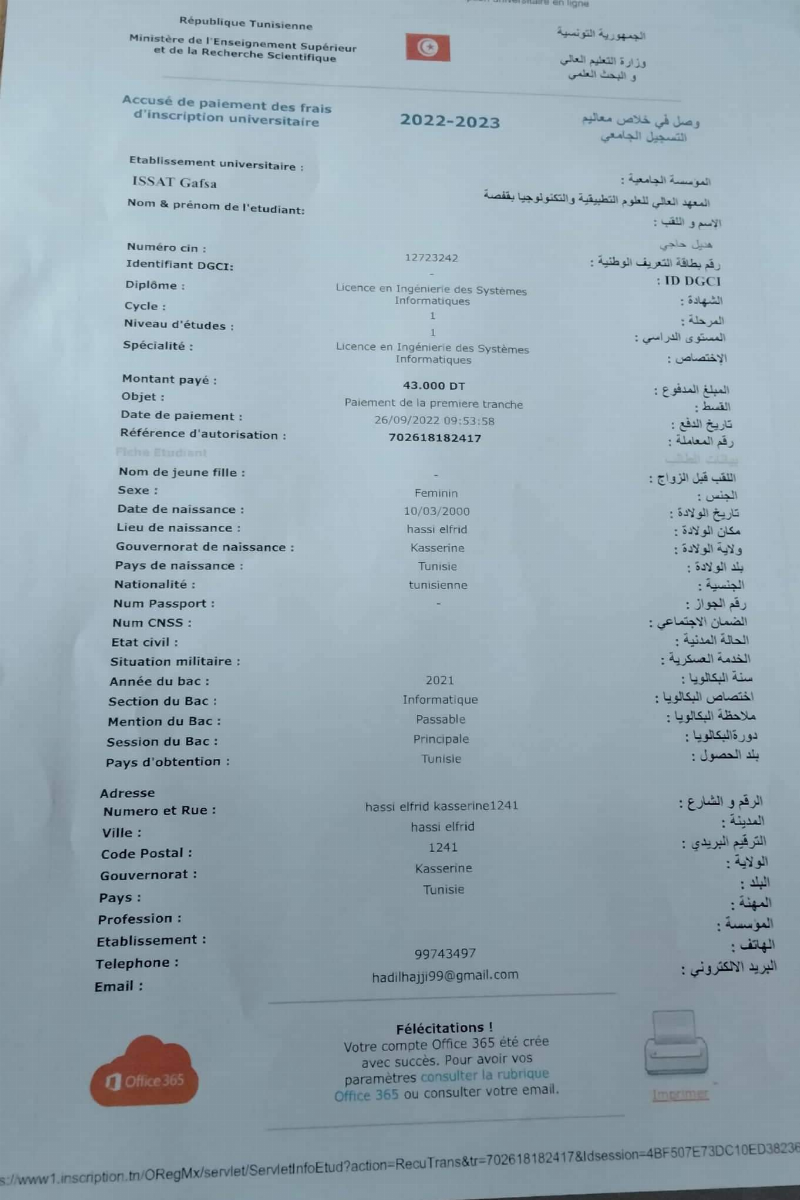 universitaire en ligne
République Tunisienne
Ministère de l'Enseignement Supérieur
et de la Recherche Scientifique
الجمهورية التونسية
وزارة التعليم العالي
و البحث العلمي
Accusé de paiement des frais
d'inscription universitaire
2022-2023
وصل في خلاص معاليم
التسجيل الجامعي
Etablissement universitaire :
المؤسسة الجامعية :
ISSAT Gafsa
المعهد العالي للعلوم التطبيقية والتكنولوجيا بقفصة
Nom & prénom de l'etudiant:
الاسم و اللقب :
هديل حاجي
Numéro cin : 12723242 رقم بطاقة التعريف الوطنية :
Identifiant DGCI: - ID DGCI :
Diplôme : Licence en Ingénierie des Systèmes الشهادة :
Informatiques
Cycle : 1 المرحلة :
Niveau d'études : 1 المستوى الدراسي :
Spécialité : Licence en Ingénierie des Systèmes الإختصاص :
Informatiques
Montant payé : 43.000 DT المبلغ المدفوع :
Objet : Paiement de la premiere tranche القسط :
Date de paiement : 26/09/2022 09:53:58 تاريخ الدفع :
Référence d'autorisation : 702618182417 رقم المعاملة :
Fiche Etudiant بيانات الطالب
Nom de jeune fille : - اللقب قبل الزواج :
Sexe : Feminin الجنس :
Date de naissance : 10/03/2000 تاريخ الولادة :
Lieu de naissance : hassi elfrid مكان الولادة :
Gouvernorat de naissance : Kasserine ولاية الولادة :
Pays de naissance : Tunisie بلد الولادة :
Nationalité : tunisienne الجنسية :
Num Passport : - رقم الجواز :
Num CNSS : الضمان الاجتماعي :
Etat civil : الحالة المدنية :
Situation militaire : الخدمة العسكرية :
Année du bac : 2021 سنة البكالويا :
Section du Bac : Informatique اختصاص البكالويا :
Mention du Bac : Passable ملاحظة البكالويا :
Session du Bac : Principale دورةالبكالويا :
Pays d'obtention : Tunisie بلد الحصول :
Adresse
Numero et Rue : hassi elfrid kasserine1241 الرقم و الشارع :
Ville : hassi elfrid المدينة :
Code Postal : 1241 الترقيم البريدي :
Gouvernorat : Kasserine الولاية :
Pays : Tunisie البلد :
Profession : المهنة :
Etablissement : المؤسسة :
Telephone : 99743497 الهاتف :
Email : hadilhajji99@gmail.com البريد الالكتروني :
Félécitations !
Votre compte Office 365 été crée
avec succès. Pour avoir vos
paramètres consulter la rubrique
Office 365 ou consulter votre email.
Office 365
Imprimer
s://www1.inscription.tn/ORegMx/servlet/ServletInfoEtud?action=RecuTrans&tr=702618182417&Idsession=4BF507E73DC10ED38236